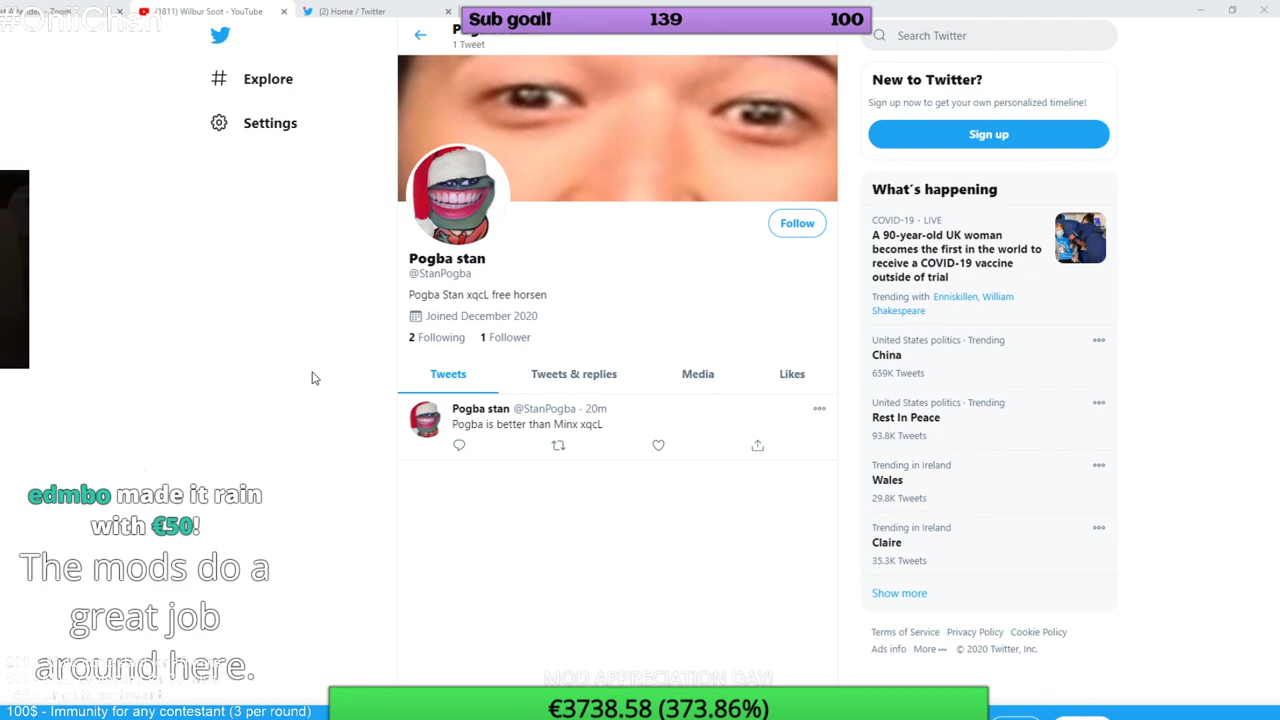 #OniiChan
(1811) Wilbur Soot - YouTube
(2) Home / Twitter
Sub goal! 139 100
1 Tweet
Search Twitter
Explore
Settings
New to Twitter?
Sign up now to get your own personalized timeline!
Sign up
Follow
Pogba stan
@StanPogba
Pogba Stan xqcL free horsen
Joined December 2020
2 Following 1 Follower
Tweets Tweets & replies Media Likes
Pogba stan @StanPogba · 20m
Pogba is better than Minx xqcL
What's happening
COVID-19 · LIVE
A 90-year-old UK woman
becomes the first in the world to
receive a COVID-19 vaccine
outside of trial
Trending with Enniskillen, William
Shakespeare
United States politics · Trending
China
659K Tweets
United States politics · Trending
Rest In Peace
93.8K Tweets
Trending in Ireland
Wales
29.8K Tweets
Trending in Ireland
Claire
35.3K Tweets
Show more
Terms of Service Privacy Policy Cookie Policy
Ads info More © 2020 Twitter, Inc.
edmbo made it rain
with €50!
The mods do a
great job
around here.
100$ - Immunity for any contestant (3 per round)
MOD APPRECIATION DAY!
€3738.58 (373.86%)